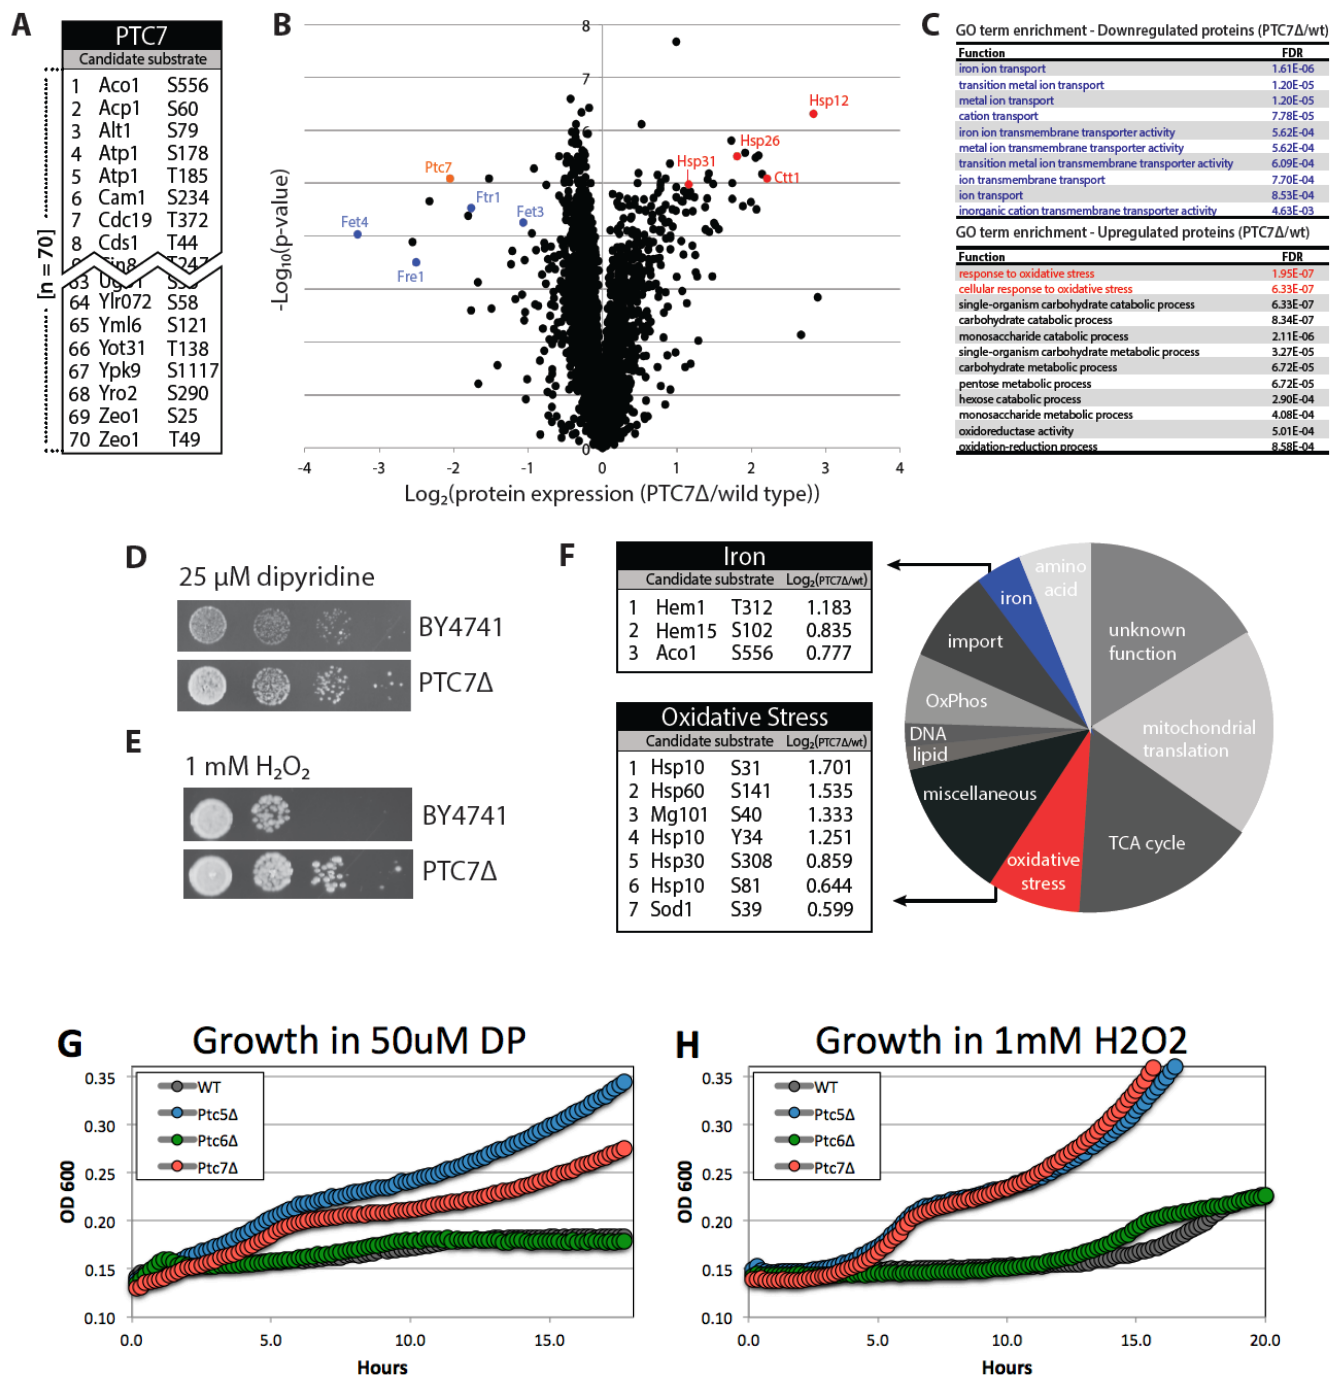 A
PTC7
Candidate substrate
[n = 70]
1 Aco1 S556
2 Acp1 S60
3 Alt1 S79
4 Atp1 S178
5 Atp1 T185
6 Cam1 S234
7 Cdc19 T372
8 Cds1 T44
T247
63
64 Ylr072 S58
65 Yml6 S121
66 Yot31 T138
67 Ypk9 S1117
68 Yro2 S290
69 Zeo1 S25
70 Zeo1 T49
B
-Log10(p-value)
8
7
6
0
Hsp12
Hsp26
Hsp31
Ctt1
Ptc7
Ftr1
Fet3
Fet4
Fre1
-4 -3 -2 -1 0 1 2 3 4
Log₂(protein expression (PTC7Δ/wild type))
C
GO term enrichment - Downregulated proteins (PTC7Δ/wt)
Function FDR
iron ion transport 1.61E-06
transition metal ion transport 1.20E-05
metal ion transport 1.20E-05
cation transport 7.78E-05
iron ion transmembrane transporter activity 5.62E-04
metal ion transmembrane transporter activity 5.62E-04
transition metal ion transmembrane transporter activity 6.09E-04
ion transmembrane transport 7.70E-04
ion transport 8.53E-04
inorganic cation transmembrane transporter activity 4.63E-03
GO term enrichment - Upregulated proteins (PTC7Δ/wt)
Function FDR
response to oxidative stress 1.95E-07
cellular response to oxidative stress 6.33E-07
single-organism carbohydrate catabolic process 6.33E-07
carbohydrate catabolic process 8.34E-07
monosaccharide catabolic process 2.11E-06
single-organism carbohydrate metabolic process 3.27E-05
carbohydrate metabolic process 6.72E-05
pentose metabolic process 6.72E-05
hexose catabolic process 2.90E-04
monosaccharide metabolic process 4.08E-04
oxidoreductase activity 5.01E-04
oxidation-reduction process 8.58E-04
D
25 µM dipyridine
BY4741
PTC7Δ
E
1 mM H₂O₂
BY4741
PTC7Δ
F
Iron
Candidate substrate Log₂(PTC7Δ/wt)
1 Hem1 T312 1.183
2 Hem15 S102 0.835
3 Aco1 S556 0.777
Oxidative Stress
Candidate substrate Log₂(PTC7Δ/wt)
1 Hsp10 S31 1.701
2 Hsp60 S141 1.535
3 Mg101 S40 1.333
4 Hsp10 Y34 1.251
5 Hsp30 S308 0.859
6 Hsp10 S81 0.644
7 Sod1 S39 0.599
amino
acid
iron
import
OxPhos
DNA
lipid
miscellaneous
oxidative
stress
TCA cycle
mitochondrial
translation
unknown
function
G
Growth in 50uM DP
OD 600
0.35
0.30
0.25
0.20
0.15
0.10
WT
Ptc5Δ
Ptc6Δ
Ptc7Δ
0.0 5.0 10.0 15.0
Hours
H
Growth in 1mM H2O2
OD 600
0.35
0.30
0.25
0.20
0.15
0.10
WT
Ptc5Δ
Ptc6Δ
Ptc7Δ
0.0 5.0 10.0 15.0 20.0
Hours